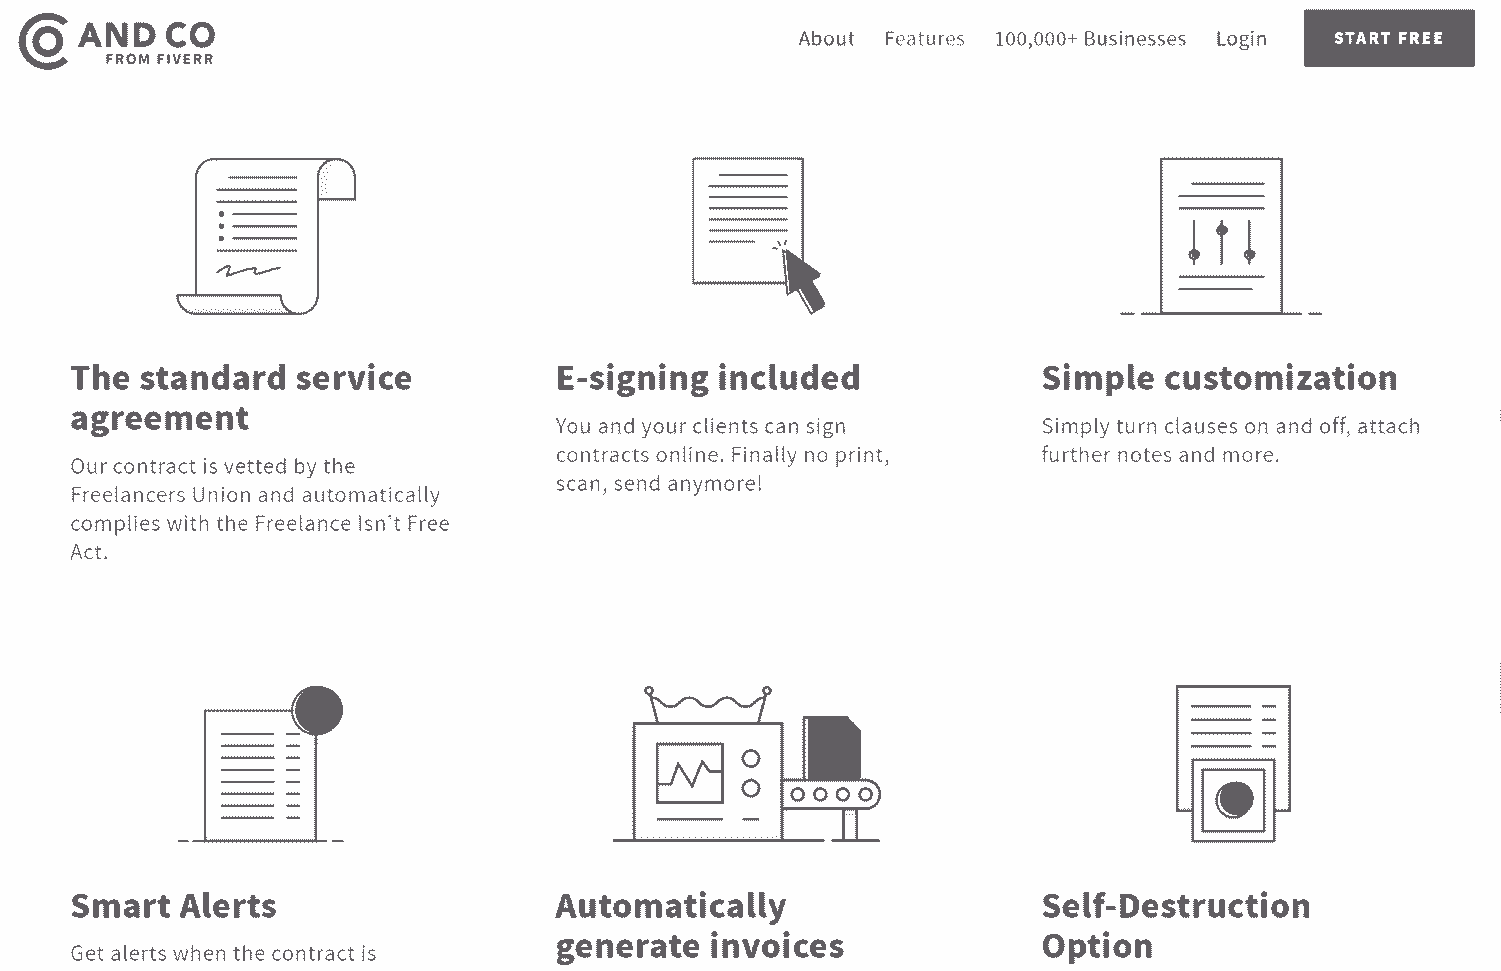 AND CO
FROM FIVERR
About Features 100,000+ Businesses Login START FREE
The standard service
agreement
Our contract is vetted by the
Freelancers Union and automatically
complies with the Freelance Isn't Free
Act.
E-signing included
You and your clients can sign
contracts online. Finally no print,
scan, send anymore!
Simple customization
Simply turn clauses on and off, attach
further notes and more.
Smart Alerts
Get alerts when the contract is
Automatically
generate invoices
Self-Destruction
Option